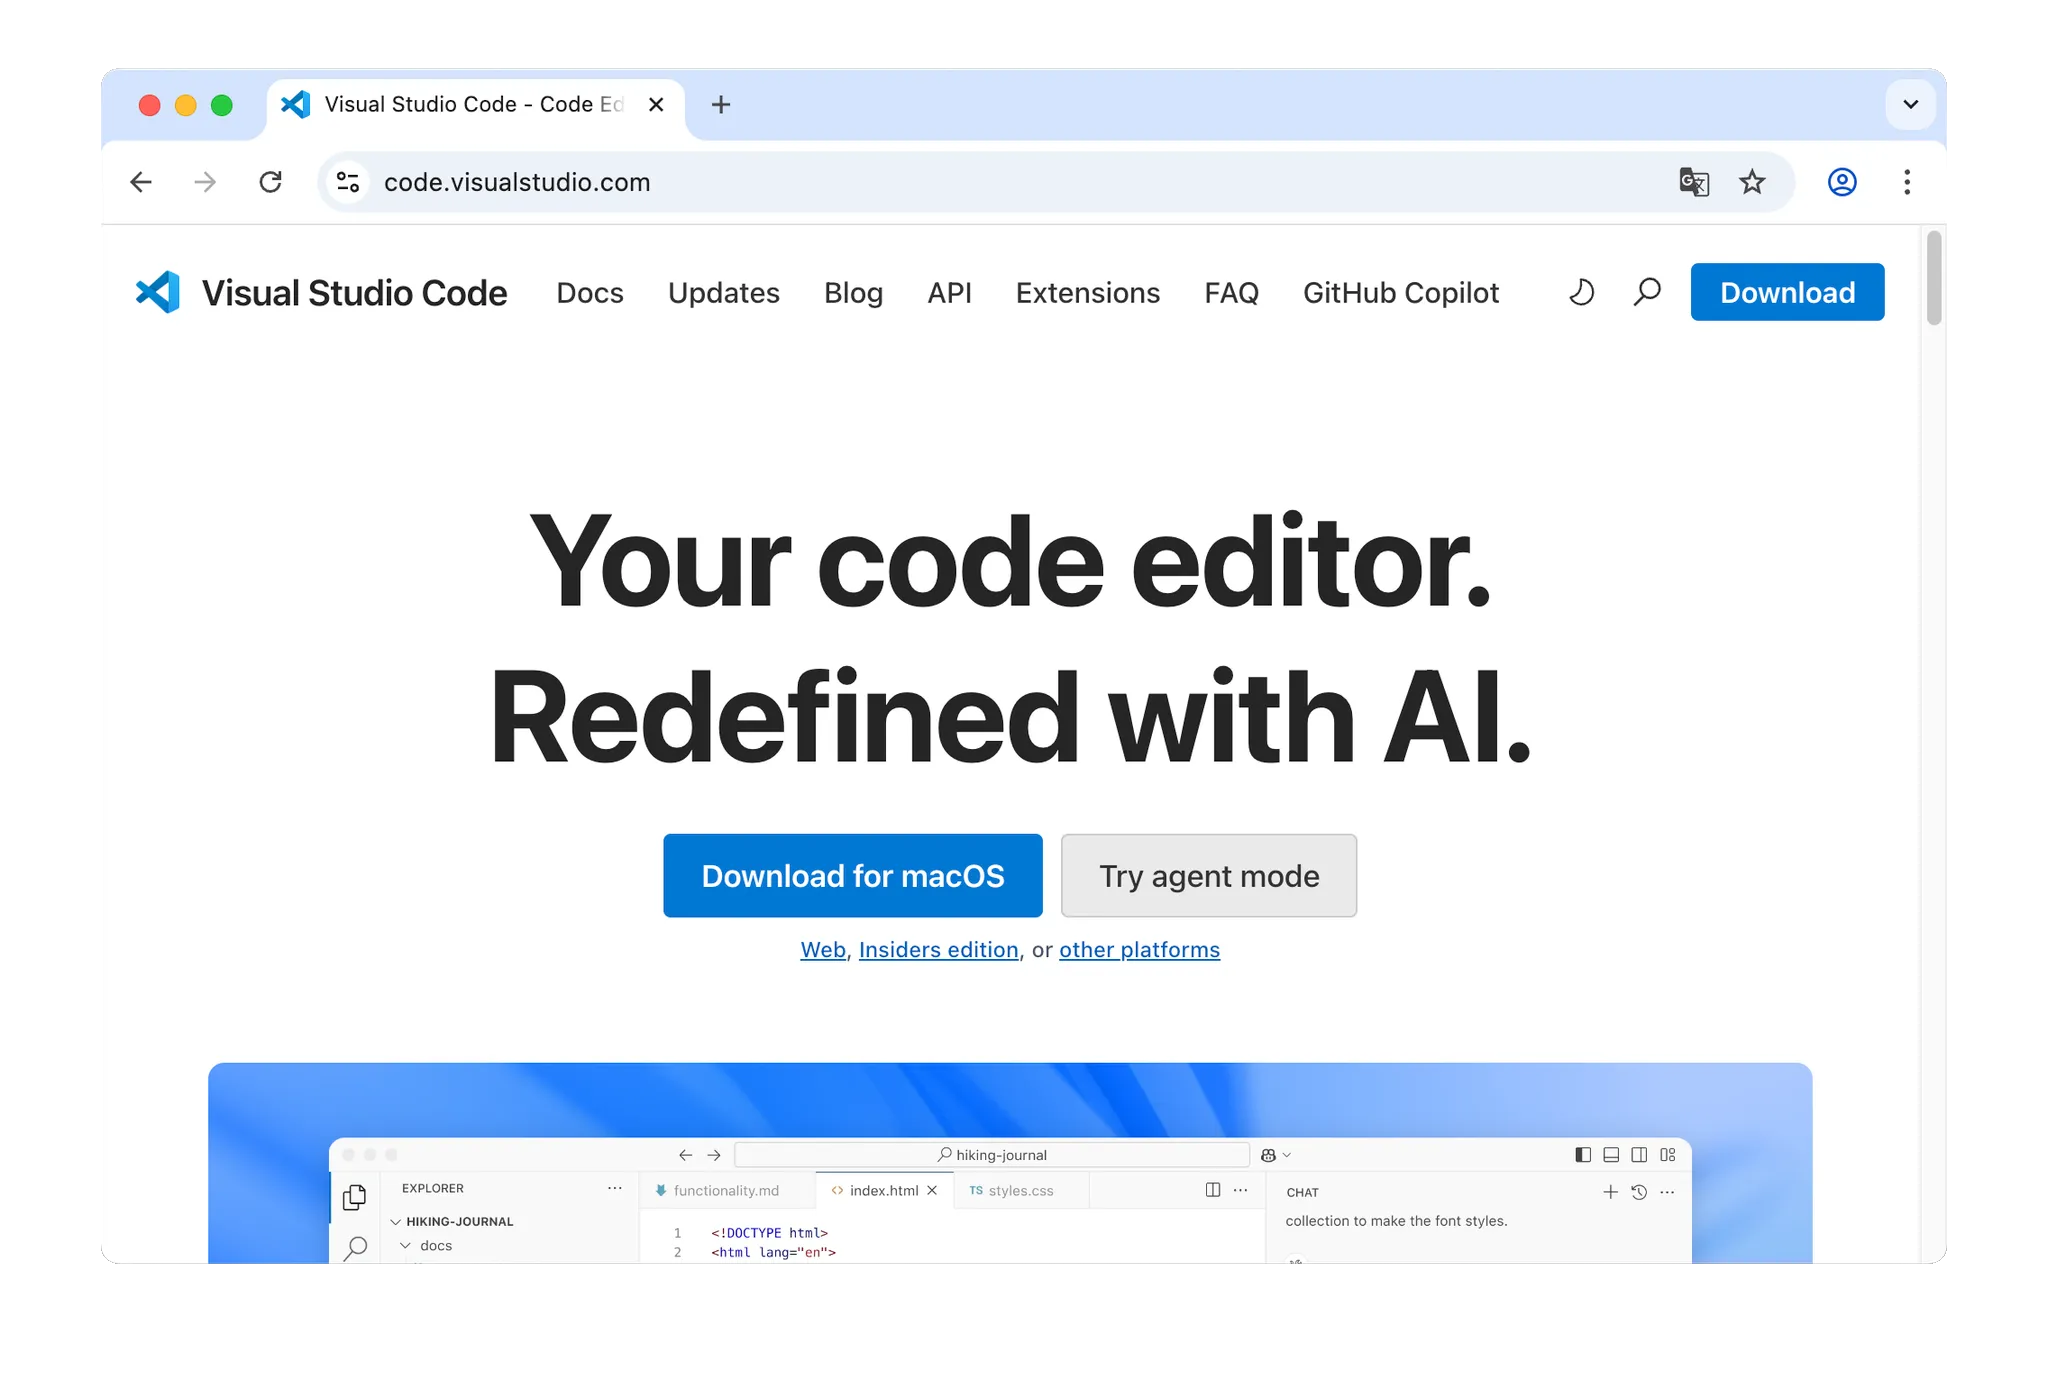 Visual Studio Code - Code Ed
code.visualstudio.com
Visual Studio Code Docs Updates Blog API Extensions FAQ GitHub Copilot Download
Your code editor.
Redefined with AI.
Download for macOS Try agent mode
Web, Insiders edition, or other platforms
hiking-journal
EXPLORER ··· functionality.md <> index.html TS styles.css ··· CHAT ···
HIKING-JOURNAL collection to make the font styles.
docs
1 <!DOCTYPE html>
2 <html lang="en">